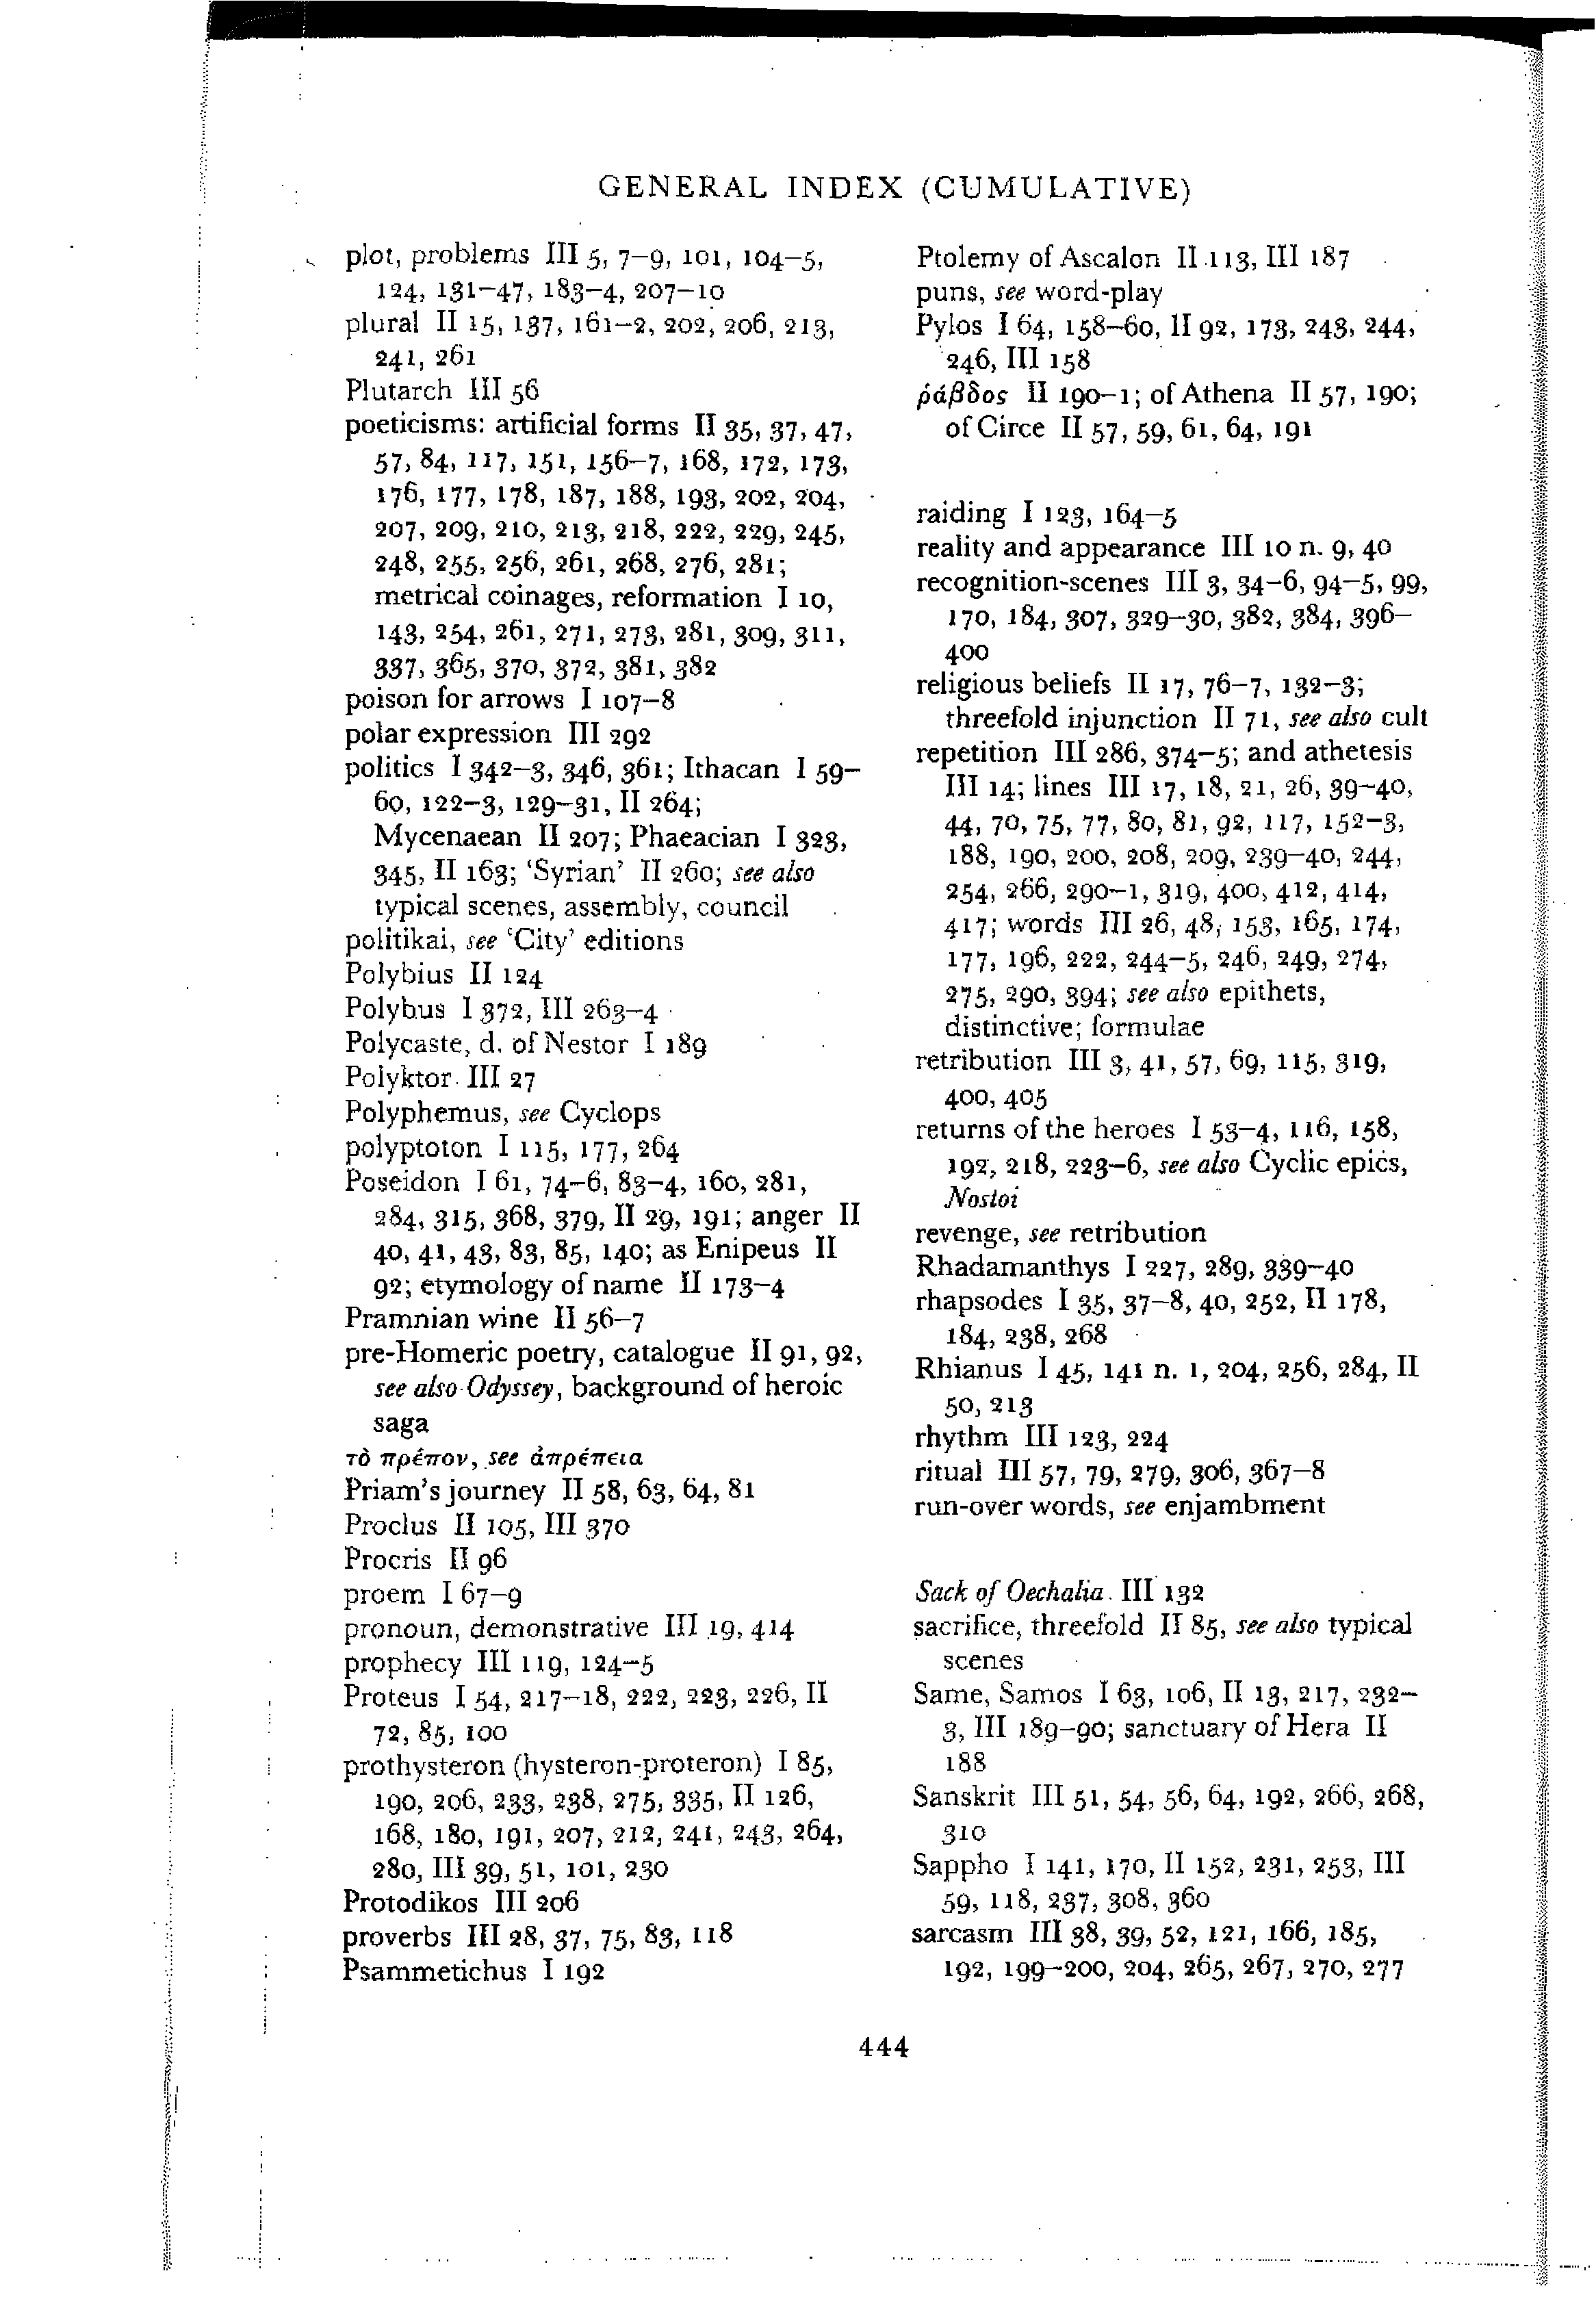 GENERAL INDEX (CUMULATIVE)
plot, problems III 5, 7–9, 101, 104–5,
124, 131–47, 183–4, 207–10
plural II 15, 137, 161–2, 202, 206, 213,
241, 261
Plutarch III 56
poeticisms: artificial forms II 35, 37, 47,
57, 84, 117, 151, 156–7, 168, 172, 173,
176, 177, 178, 187, 188, 193, 202, 204,
207, 209, 210, 213, 218, 222, 229, 245,
248, 255, 256, 261, 268, 276, 281;
metrical coinages, reformation I 10,
143, 254, 261, 271, 273, 281, 309, 311,
337, 365, 370, 372, 381, 382
poison for arrows I 107–8
polar expression III 292
politics I 342–3, 346, 361; Ithacan I 59–
60, 122–3, 129–31, II 264;
Mycenaean II 207; Phaeacian I 323,
345, II 163; 'Syrian' II 260; see also
typical scenes, assembly, council
politikai, see 'City' editions
Polybius II 124
Polybus I 372, III 263–4
Polycaste, d. of Nestor I 189
Polyktor III 27
Polyphemus, see Cyclops
polyptoton I 115, 177, 264
Poseidon I 61, 74–6, 83–4, 160, 281,
284, 315, 368, 379, II 29, 191; anger II
40, 41, 43, 83, 85, 140; as Enipeus II
92; etymology of name II 173–4
Pramnian wine II 56–7
pre-Homeric poetry, catalogue II 91, 92,
see also Odyssey, background of heroic
saga
τὸ πρέπον, see ἀπρέπεια
Priam's journey II 58, 63, 64, 81
Proclus II 105, III 370
Procris II 96
proem I 67–9
pronoun, demonstrative III 19, 414
prophecy III 119, 124–5
Proteus I 54, 217–18, 222, 223, 226, II
72, 85, 100
prothysteron (hysteron-proteron) I 85,
190, 206, 233, 238, 275, 335, II 126,
168, 180, 191, 207, 212, 241, 243, 264,
280, III 39, 51, 101, 230
Protodikos III 206
proverbs III 28, 37, 75, 83, 118
Psammetichus I 192
Ptolemy of Ascalon II 113, III 187
puns, see word-play
Pylos I 64, 158–60, II 92, 173, 243, 244,
246, III 158
ῥάβδος II 190–1; of Athena II 57, 190;
of Circe II 57, 59, 61, 64, 191
raiding I 123, 164–5
reality and appearance III 10 n. 9, 40
recognition-scenes III 3, 34–6, 94–5, 99,
170, 184, 307, 329–30, 382, 384, 396–
400
religious beliefs II 17, 76–7, 132–3;
threefold injunction II 71, see also cult
repetition III 286, 374–5; and athetesis
III 14; lines III 17, 18, 21, 26, 39–40,
44, 70, 75, 77, 80, 81, 92, 117, 152–3,
188, 190, 200, 208, 209, 239–40, 244,
254, 266, 290–1, 319, 400, 412, 414,
417; words III 26, 48, 153, 165, 174,
177, 196, 222, 244–5, 246, 249, 274,
275, 290, 394; see also epithets,
distinctive; formulae
retribution III 3, 41, 57, 69, 115, 319,
400, 405
returns of the heroes I 53–4, 116, 158,
192, 218, 223–6, see also Cyclic epics,
Nostoi
revenge, see retribution
Rhadamanthys I 227, 289, 339–40
rhapsodes I 35, 37–8, 40, 252, II 178,
184, 238, 268
Rhianus I 45, 141 n. 1, 204, 256, 284, II
50, 213
rhythm III 123, 224
ritual III 57, 79, 279, 306, 367–8
run-over words, see enjambment
Sack of Oechalia III 132
sacrifice, threefold II 85, see also typical
scenes
Same, Samos I 63, 106, II 13, 217, 232–
3, III 189–90; sanctuary of Hera II
188
Sanskrit III 51, 54, 56, 64, 192, 266, 268,
310
Sappho I 141, 170, II 152, 231, 253, III
59, 118, 237, 308, 360
sarcasm III 38, 39, 52, 121, 166, 185,
192, 199–200, 204, 265, 267, 270, 277
444